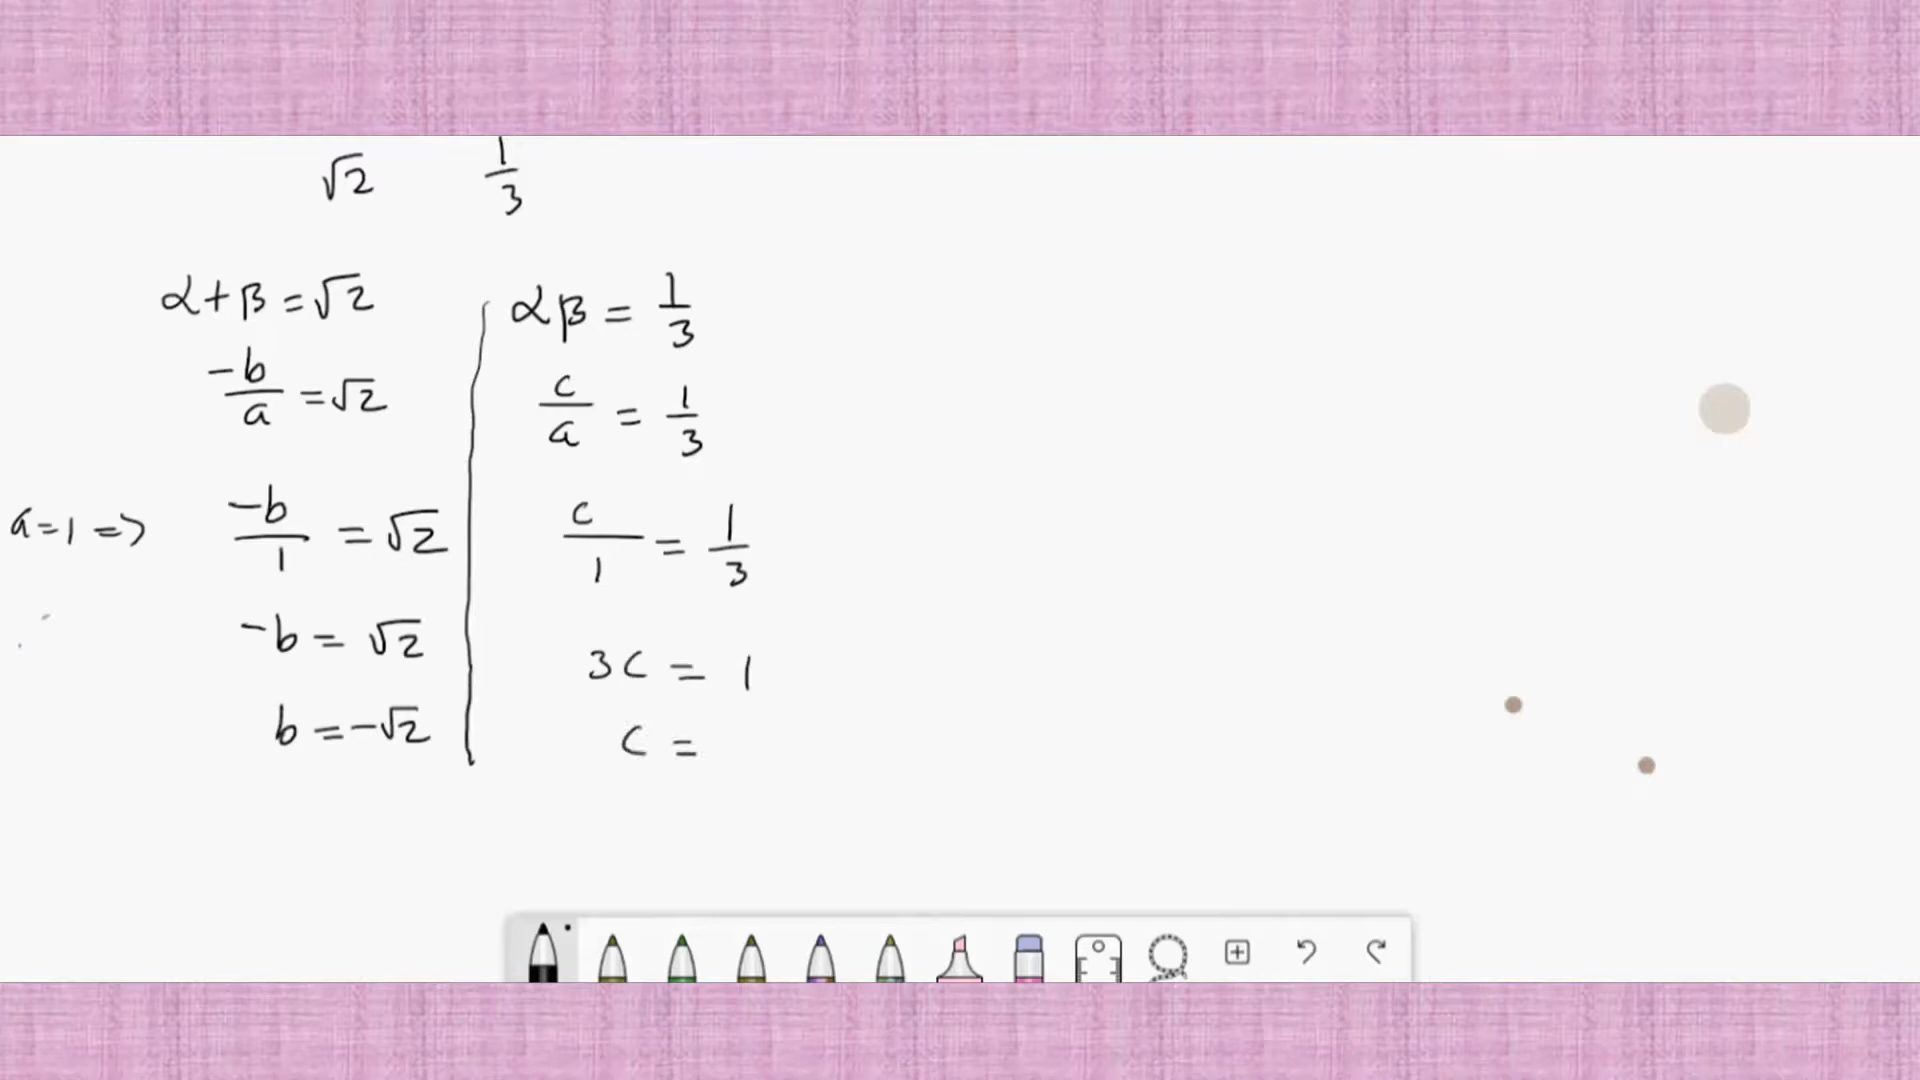 √2 1/3
α+β=√2
-b/a =√2
a=1 => -b/1 = √2
-b = √2
b =-√2
αβ = 1/3
c/a = 1/3
c/1 = 1/3
3c = 1
c =